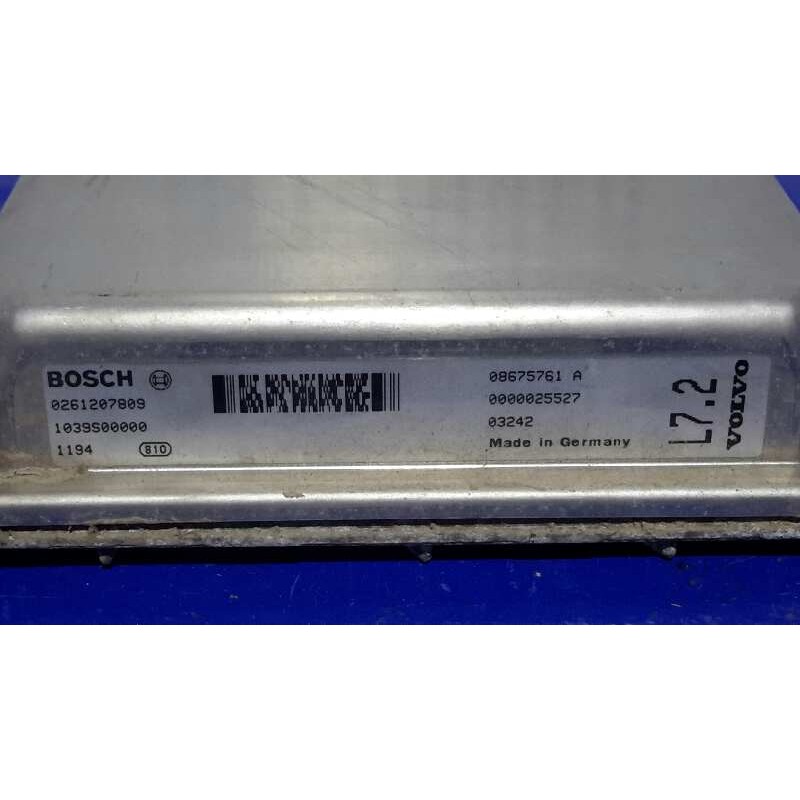 BOSCH
0261207809
1039S00000
1194 810
08675761 A
0000025527
03242
Made in Germany
L7.2
VOLVO